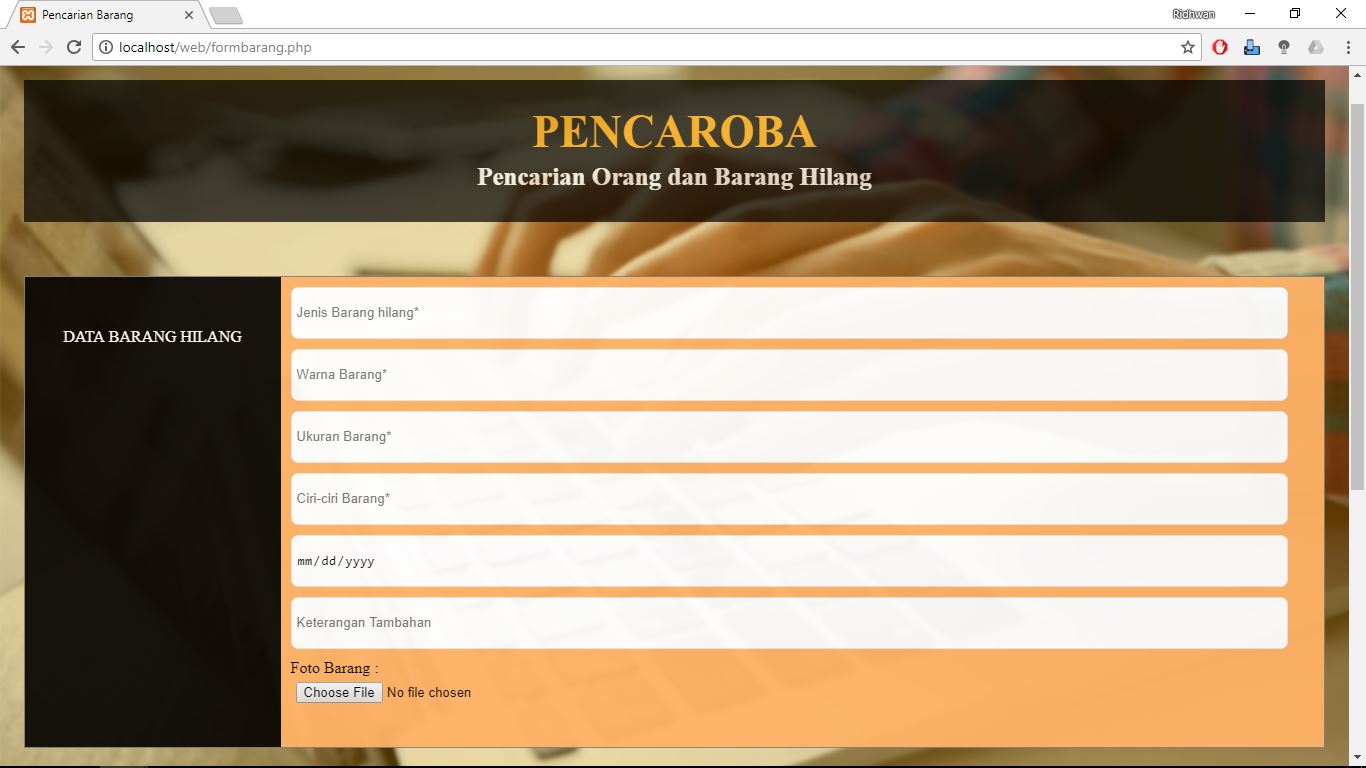 Pencarian Barang
Ridhwan
localhost/web/formbarang.php
PENCAROBA
Pencarian Orang dan Barang Hilang
DATA BARANG HILANG
Jenis Barang hilang*
Warna Barang*
Ukuran Barang*
Ciri-ciri Barang*
mm/dd/yyyy
Keterangan Tambahan
Foto Barang :
Choose File No file chosen